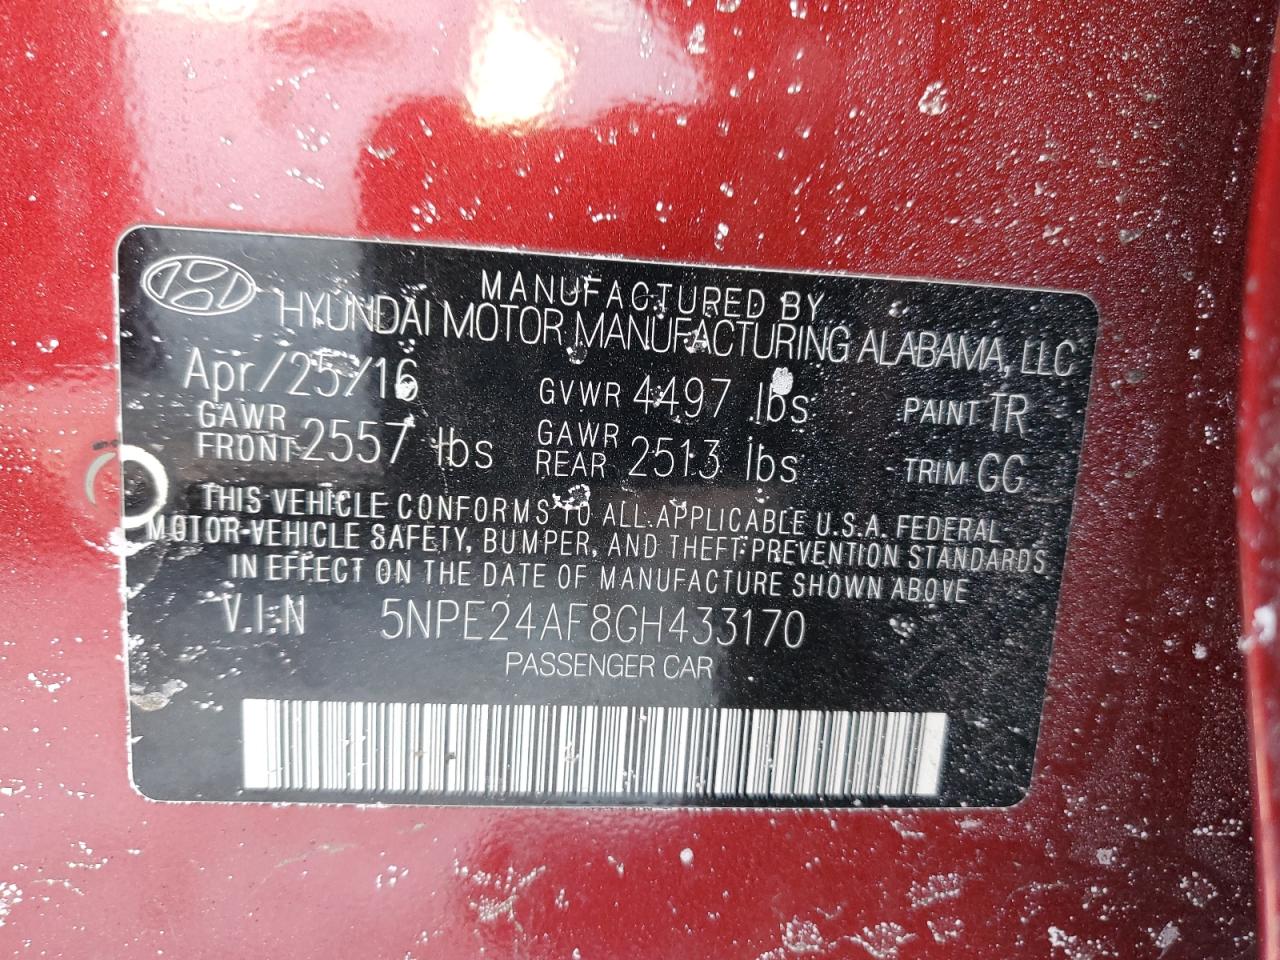 MANUFACTURED BY
HYUNDAI MOTOR MANUFACTURING ALABAMA, LLC
Apr/25/16 GVWR 4497 lbs PAINT TR
GAWR FRONT 2557 lbs GAWR REAR 2513 lbs TRIM GG
THIS VEHICLE CONFORMS TO ALL APPLICABLE U.S.A. FEDERAL
MOTOR-VEHICLE SAFETY, BUMPER, AND THEFT PREVENTION STANDARDS
IN EFFECT ON THE DATE OF MANUFACTURE SHOWN ABOVE
V.I.N 5NPE24AF8GH433170
PASSENGER CAR